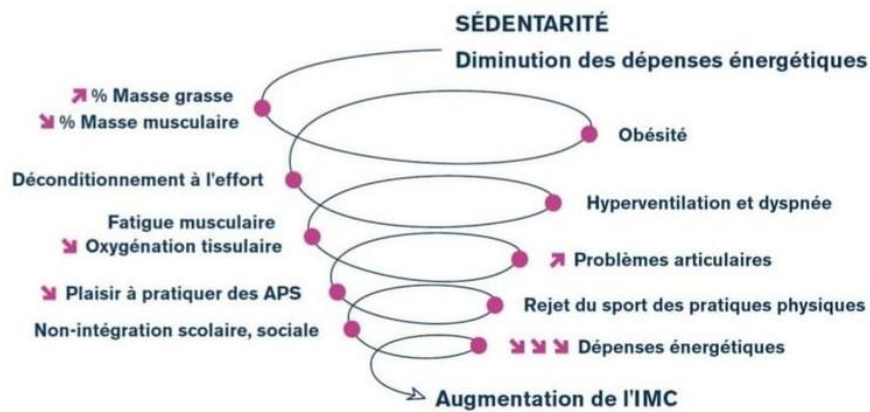 SÉDENTARITÉ
Diminution des dépenses énergétiques
↗ % Masse grasse
↘ % Masse musculaire
Obésité
Déconditionnement à l'effort
Hyperventilation et dyspnée
Fatigue musculaire
↘ Oxygénation tissulaire
↗ Problèmes articulaires
↘ Plaisir à pratiquer des APS
Rejet du sport des pratiques physiques
Non-intégration scolaire, sociale
↘ ↘ ↘ Dépenses énergétiques
Augmentation de l'IMC